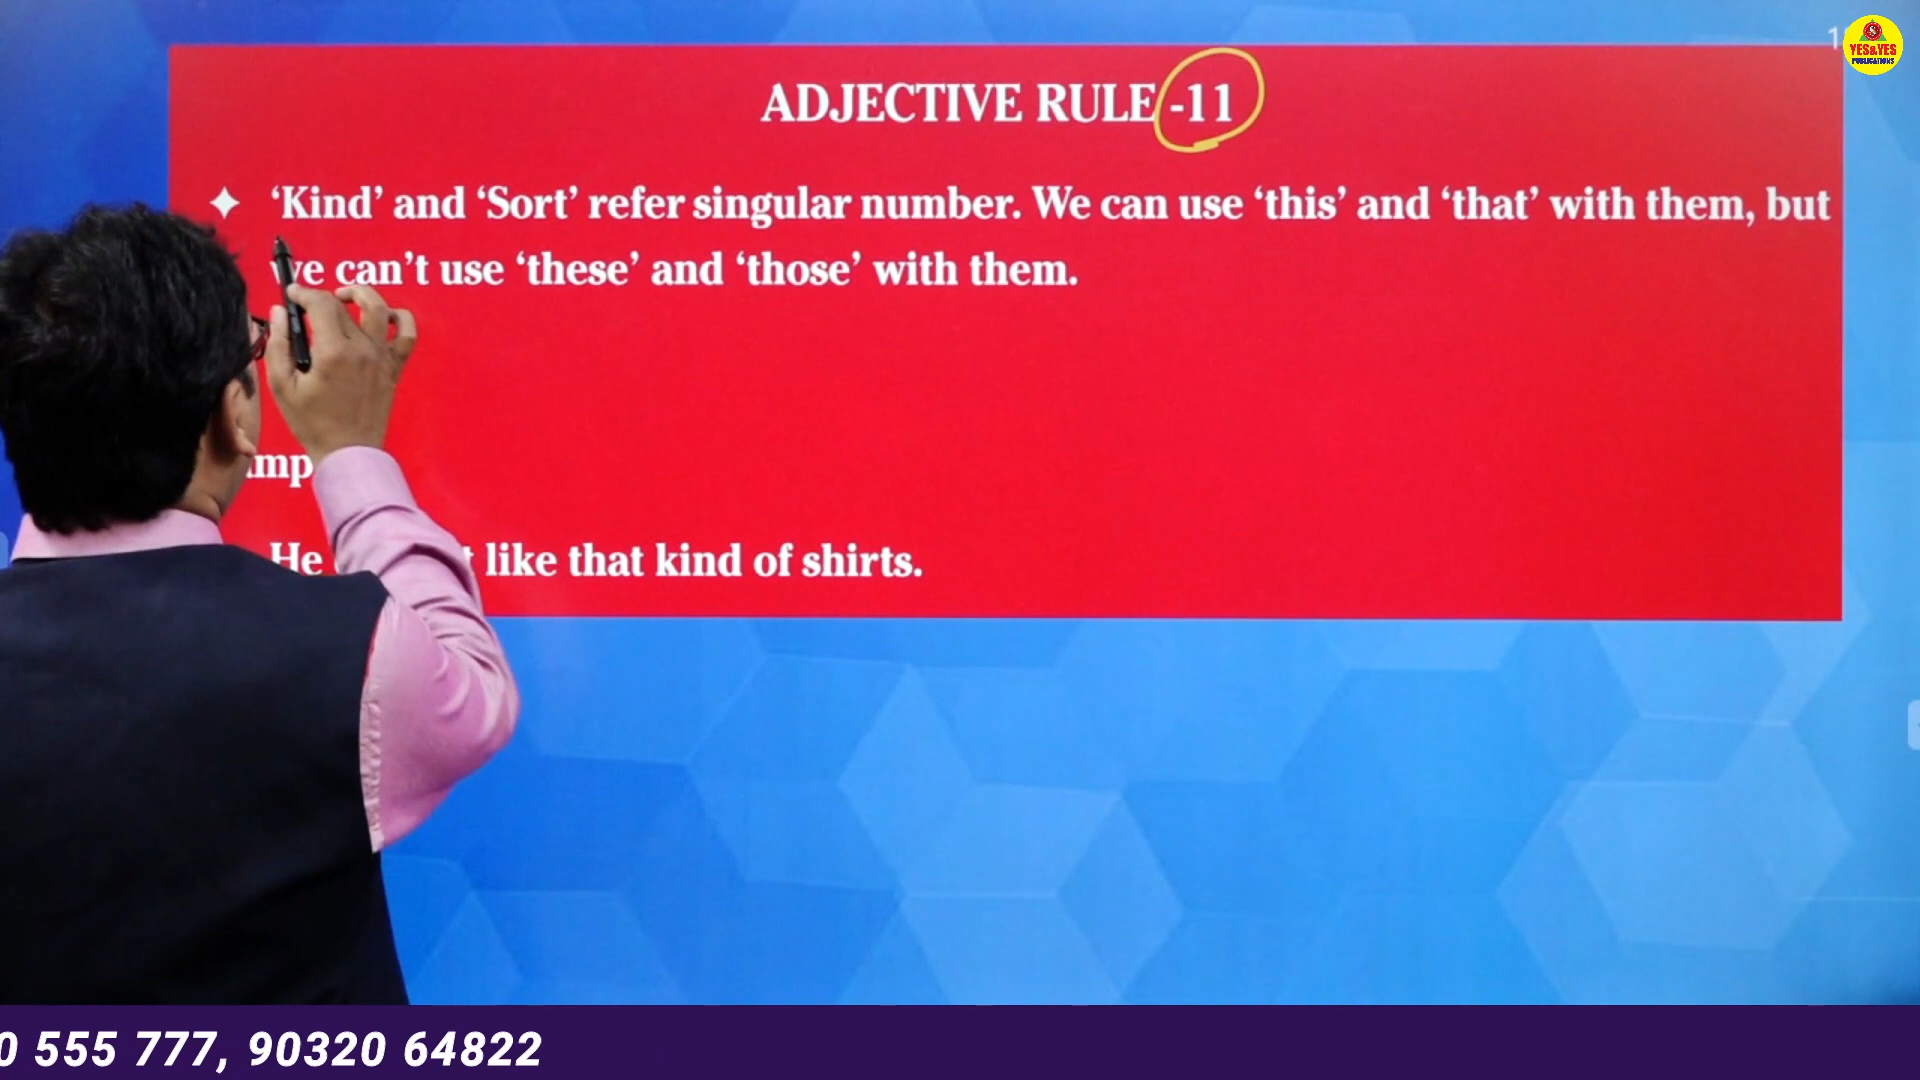 1
YES&YES
PUBLICATIONS
ADJECTIVE RULE -11
‘Kind’ and ‘Sort’ refer singular number. We can use ‘this’ and ‘that’ with them, but
we can’t use ‘these’ and ‘those’ with them.
He like that kind of shirts.
0 555 777, 90320 64822